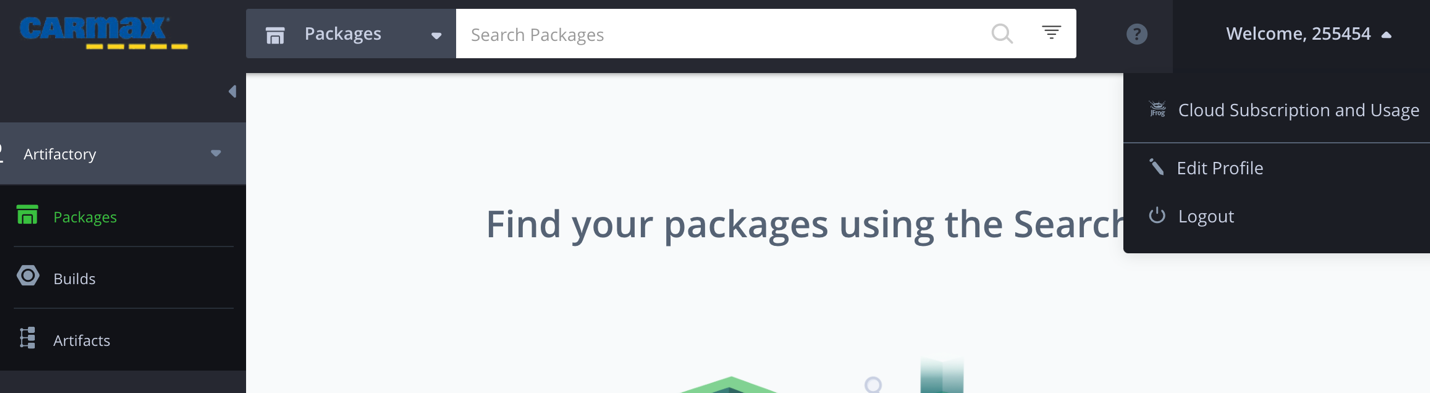 CARMAX
Packages
Search Packages
?
Welcome, 255454
Cloud Subscription and Usage
Edit Profile
Logout
Artifactory
Packages
Builds
Artifacts
Find your packages using the Search